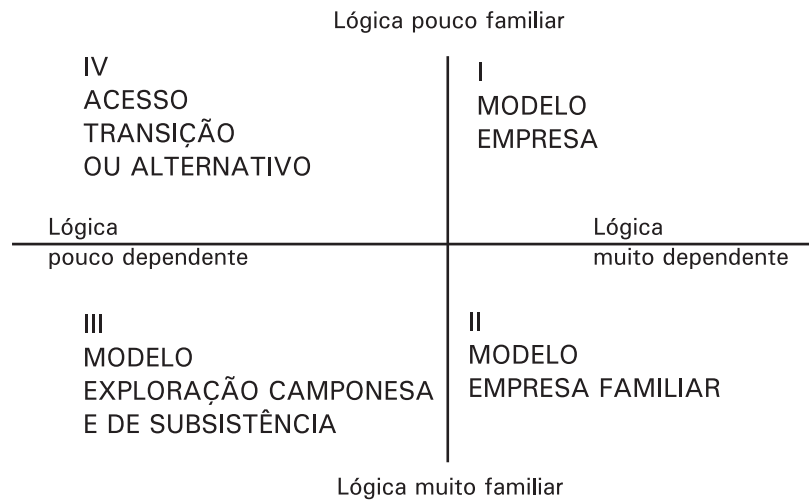 Lógica pouco familiar
IV
ACESSO
TRANSIÇÃO
OU ALTERNATIVO
I
MODELO
EMPRESA
Lógica
pouco dependente
Lógica
muito dependente
III
MODELO
EXPLORAÇÃO CAMPONESA
E DE SUBSISTÊNCIA
II
MODELO
EMPRESA FAMILIAR
Lógica muito familiar